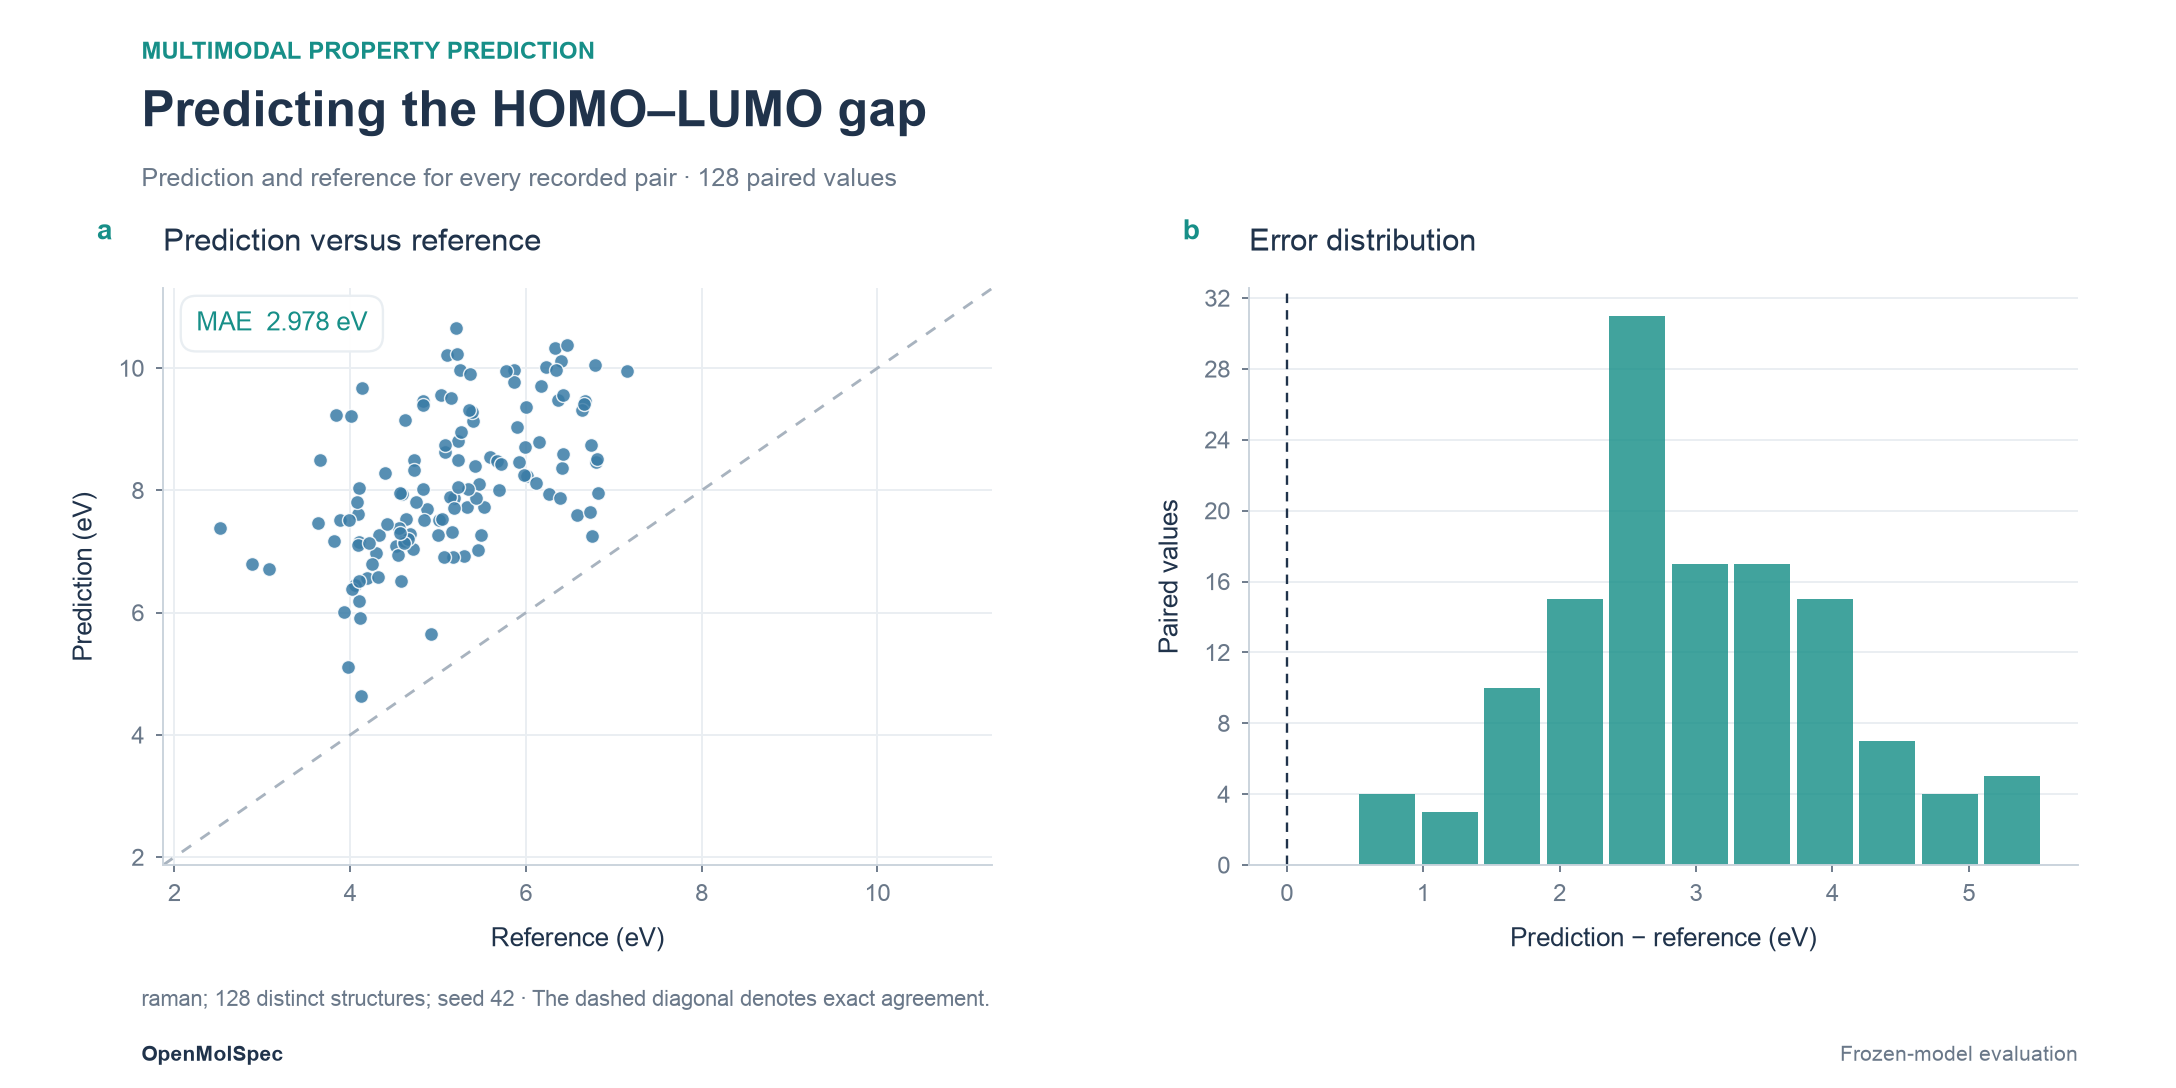 MULTIMODAL PROPERTY PREDICTION
Predicting the HOMO–LUMO gap
Prediction and reference for every recorded pair · 128 paired values
a
Prediction versus reference
MAE 2.978 eV
10
8
6
4
2
2
4
6
8
10
Prediction (eV)
Reference (eV)
b
Error distribution
32
28
24
20
16
12
8
4
0
0
1
2
3
4
5
Paired values
Prediction − reference (eV)
raman; 128 distinct structures; seed 42 · The dashed diagonal denotes exact agreement.
OpenMolSpec
Frozen-model evaluation